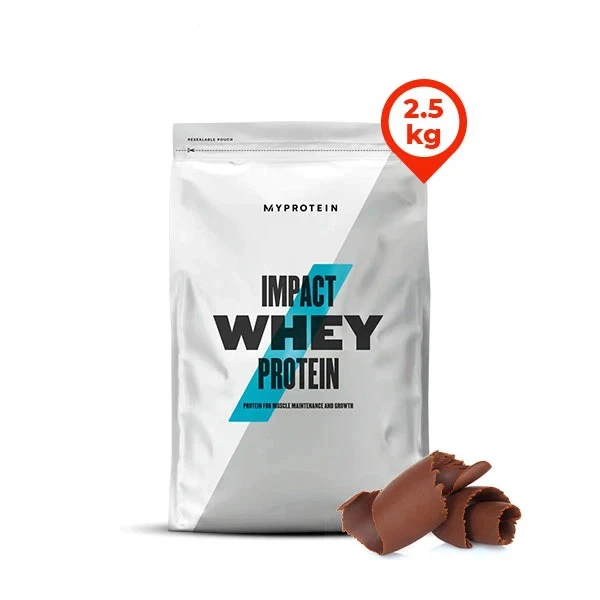 2.5
kg
RESEALABLE POUCH
MYPROTEIN
IMPACT
WHEY
PROTEIN
PROTEIN FOR MUSCLE MAINTENANCE AND GROWTH